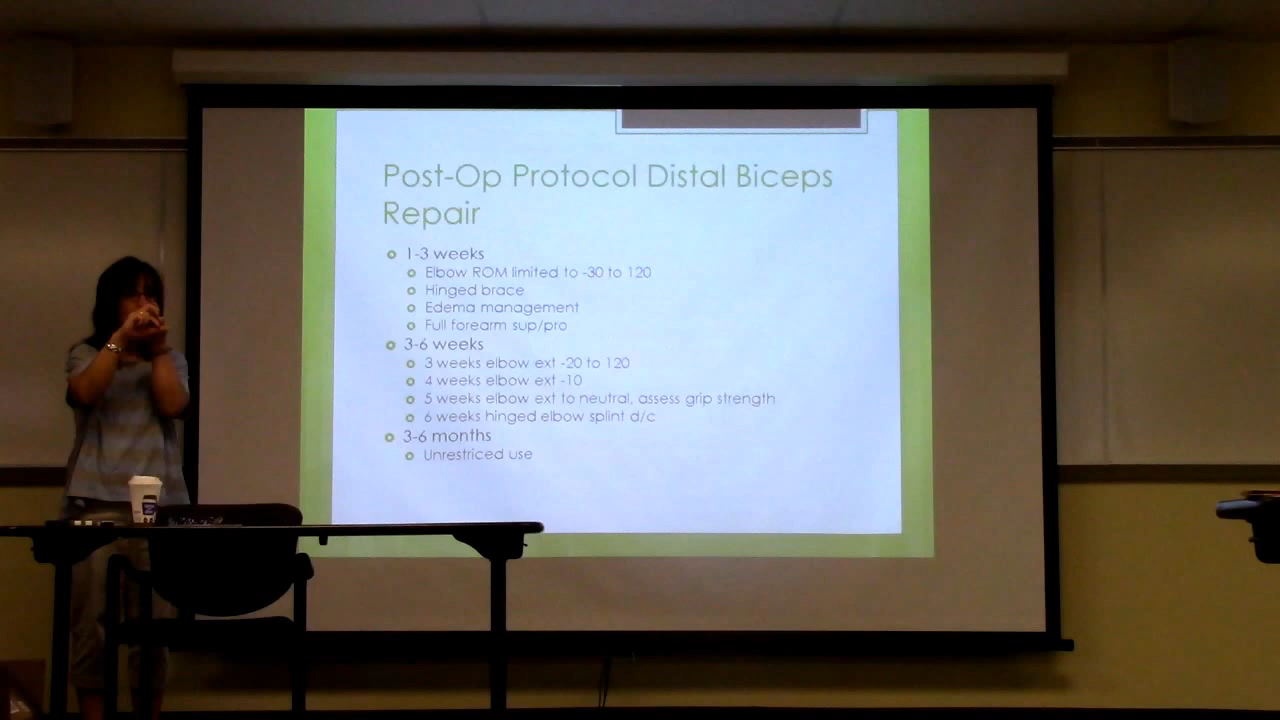 Post-Op Protocol Distal Biceps
Repair
1-3 weeks
Elbow ROM limited to -30 to 120
Hinged brace
Edema management
Full forearm sup/pro
3-6 weeks
3 weeks elbow ext -20 to 120
4 weeks elbow ext -10
5 weeks elbow ext to neutral, assess grip strength
6 weeks hinged elbow splint d/c
3-6 months
Unrestriced use